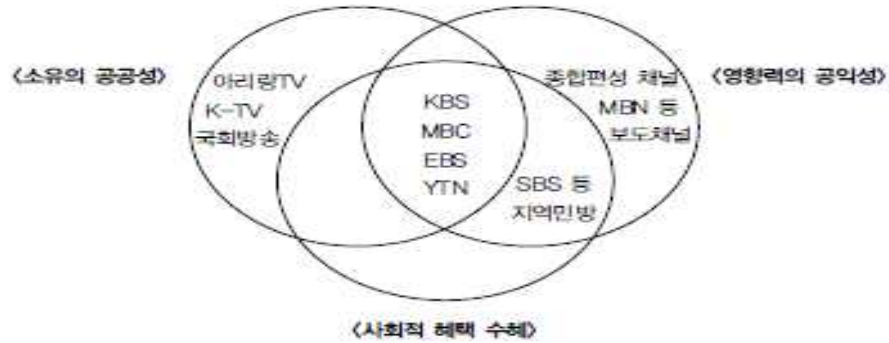 <소유의 공공성>
아리랑TV
K-TV
국회방송
KBS
MBC
EBS
YTN
종합편성 채널
MBN 등
보도채널
<영향력의 공익성>
SBS 등
지역민방
<사회적 혜택 수혜>